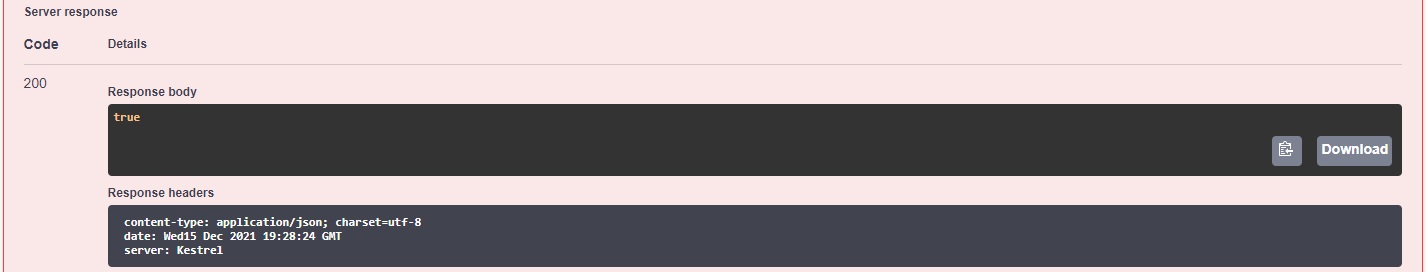 Server response
Code Details
200
Response body
true
Download
Response headers
content-type: application/json; charset=utf-8
date: Wed15 Dec 2021 19:28:24 GMT
server: Kestrel